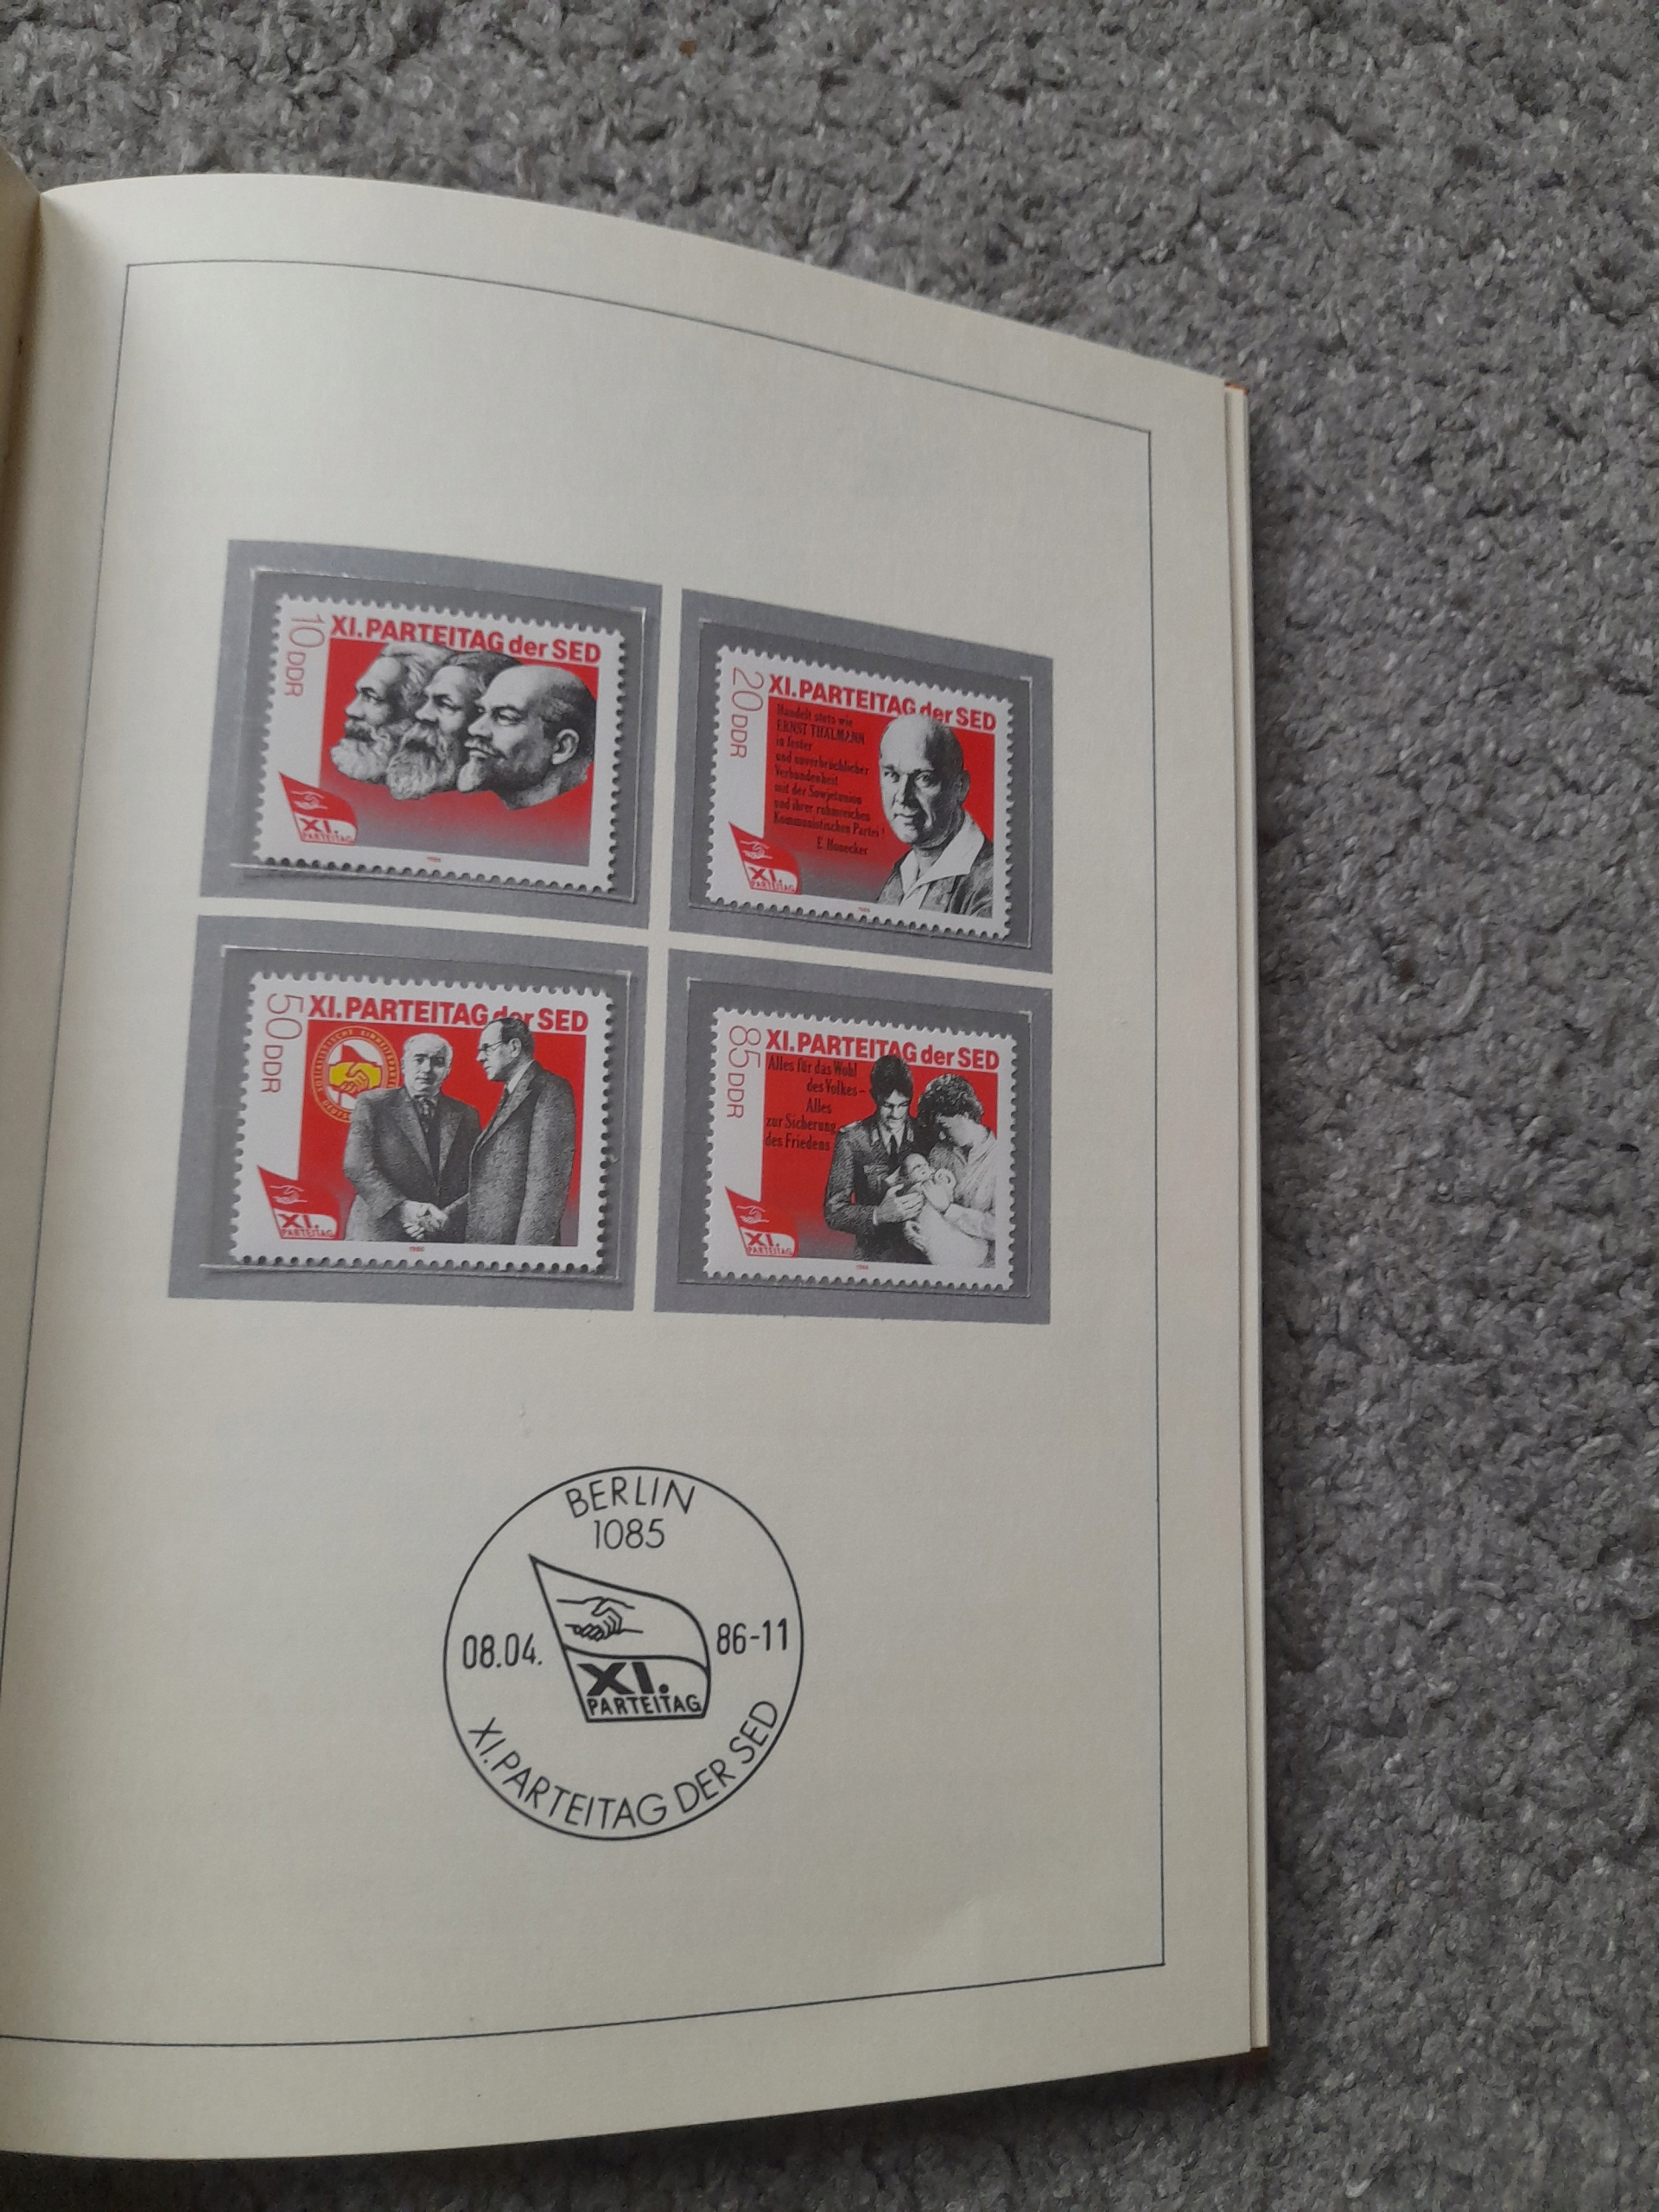 XI. PARTEITAG der SED
10 DDR
XI.
PARTEITAG
1986
XI. PARTEITAG der SED
20 DDR
Handelt stets wie
ERNST THÄLMANN
in fester
und unverbrüchlicher
Verbundenheit
mit der Sowjetunion
und ihrer ruhmreichen
Kommunistischen Partei!
E. Honecker
XI.
PARTEITAG
1986
XI. PARTEITAG der SED
50 DDR
SOZIALISTISCHE EINHEITSPARTEI
XI.
PARTEITAG
1986
XI. PARTEITAG der SED
85 DDR
Alles für das Wohl
des Volkes –
Alles
zur Sicherung
des Friedens
XI.
PARTEITAG
1986
BERLIN
1085
08.04. 86-11
XI.
PARTEITAG
XI. PARTEITAG DER SED